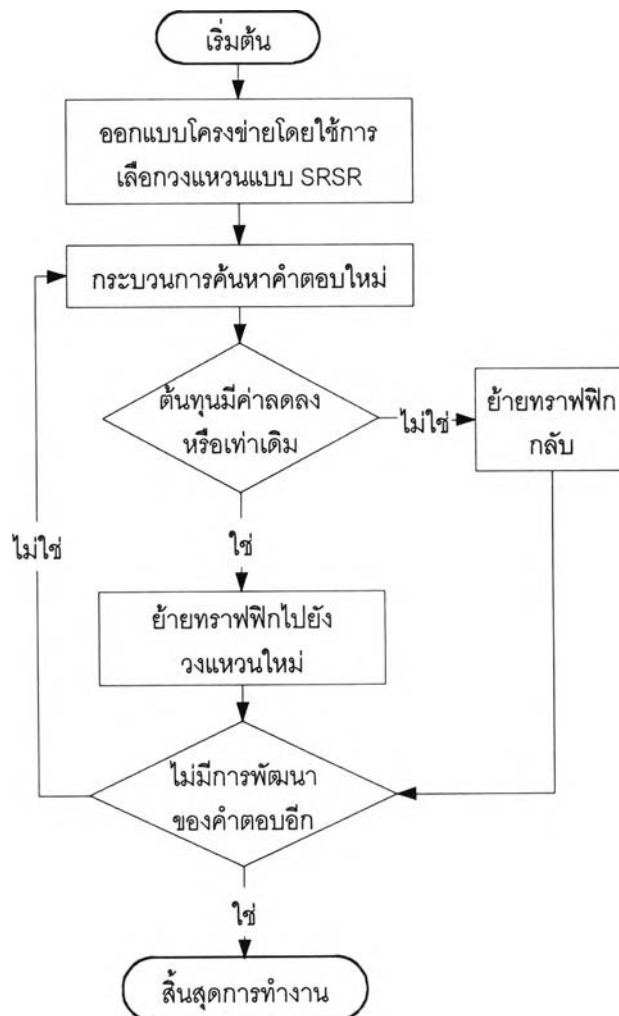 เริ่มต้น
ออกแบบโครงข่ายโดยใช้การ
เลือกวงแหวนแบบ SRSR
กระบวนการค้นหาคำตอบใหม่
ต้นทุนมีค่าลดลง
หรือเท่าเดิม
ไม่ใช่
ย้ายทราฟฟิก
กลับ
ใช่
ไม่ใช่
ย้ายทราฟฟิกไปยัง
วงแหวนใหม่
ไม่มีการพัฒนา
ของคำตอบอีก
ใช่
สิ้นสุดการทำงาน